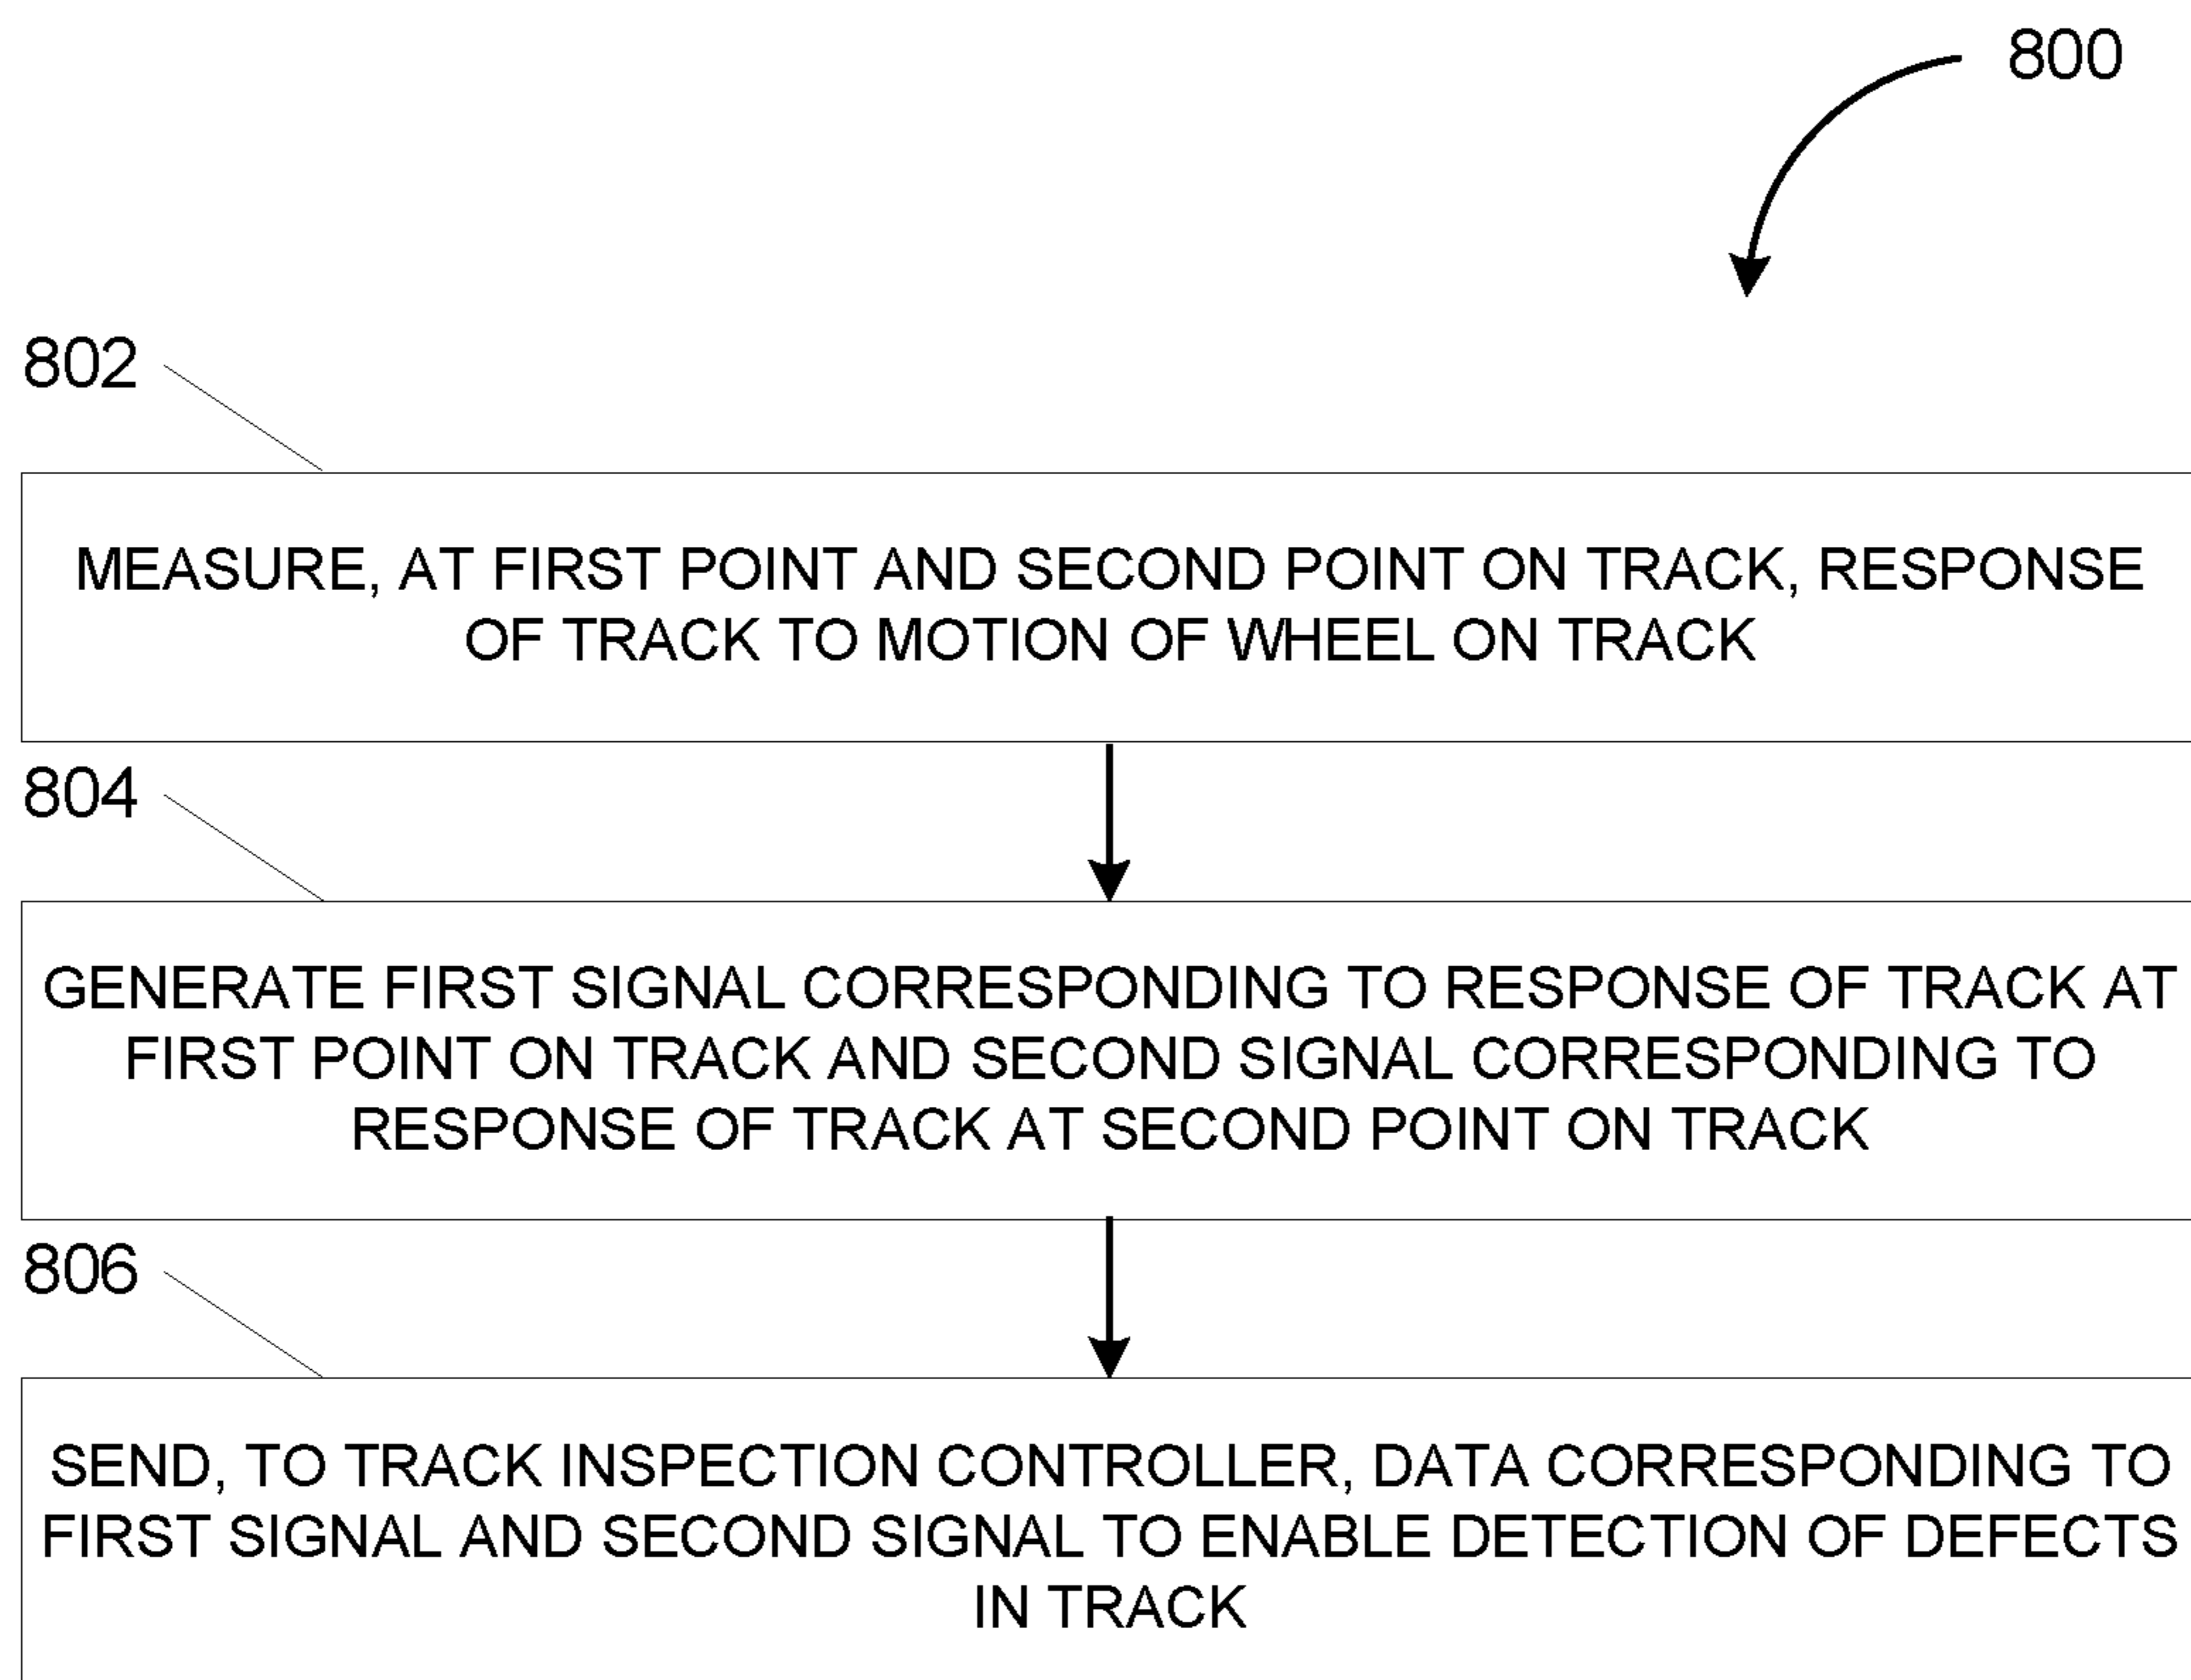 800
802
MEASURE, AT FIRST POINT AND SECOND POINT ON TRACK, RESPONSE
OF TRACK TO MOTION OF WHEEL ON TRACK
804
GENERATE FIRST SIGNAL CORRESPONDING TO RESPONSE OF TRACK AT
FIRST POINT ON TRACK AND SECOND SIGNAL CORRESPONDING TO
RESPONSE OF TRACK AT SECOND POINT ON TRACK
806
SEND, TO TRACK INSPECTION CONTROLLER, DATA CORRESPONDING TO
FIRST SIGNAL AND SECOND SIGNAL TO ENABLE DETECTION OF DEFECTS
IN TRACK